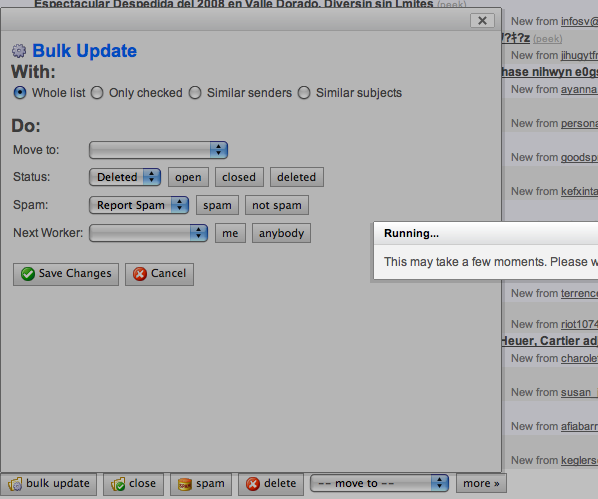 Espectacular Despedida del 2008 en Valle Dorado. Diversin sin Lmites (peek)
New from infosv@
(peek)
New from jihugytfr
hase nihwyn e0gs
New from ayanna.
New from persona
New from goodsp
New from kefxinta
Bulk Update
With:
Whole list Only checked Similar senders Similar subjects
Do:
Move to:
Status: Deleted open closed deleted
Spam: Report Spam spam not spam
Next Worker: me anybody
Save Changes Cancel
Running...
This may take a few moments. Please w
New from terrence
New from riot1074
Heuer, Cartier ad
New from charolet
New from susan_
New from afiabarr
New from keglerse
bulk update close spam delete -- move to -- more »